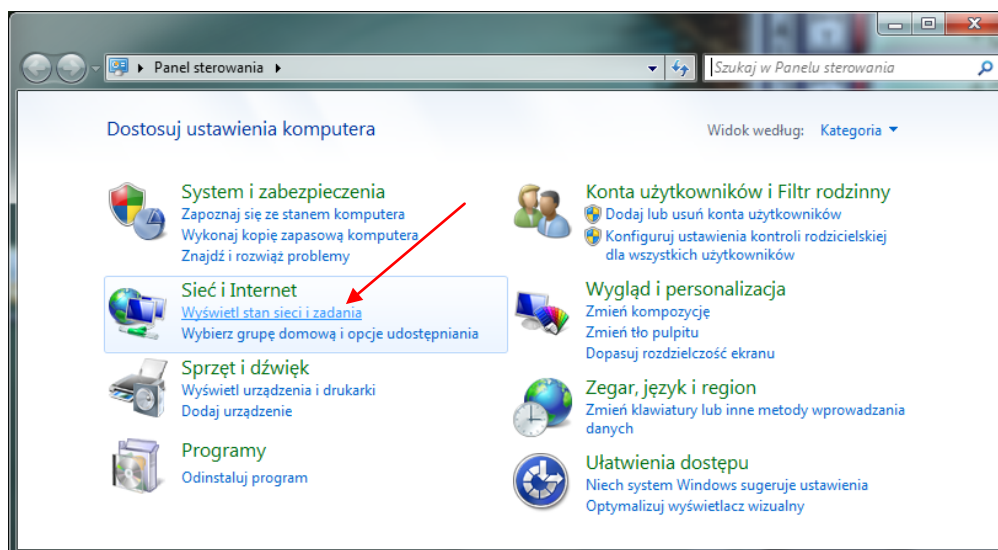 Panel sterowania
Szukaj w Panelu sterowania
Dostosuj ustawienia komputera
Widok według: Kategoria
System i zabezpieczenia
Zapoznaj się ze stanem komputera
Wykonaj kopię zapasową komputera
Znajdź i rozwiąż problemy
Sieć i Internet
Wyświetl stan sieci i zadania
Wybierz grupę domową i opcje udostępniania
Sprzęt i dźwięk
Wyświetl urządzenia i drukarki
Dodaj urządzenie
Programy
Odinstaluj program
Konta użytkowników i Filtr rodzinny
Dodaj lub usuń konta użytkowników
Konfiguruj ustawienia kontroli rodzicielskiej
dla wszystkich użytkowników
Wygląd i personalizacja
Zmień kompozycję
Zmień tło pulpitu
Dopasuj rozdzielczość ekranu
Zegar, język i region
Zmień klawiatury lub inne metody wprowadzania
danych
Ułatwienia dostępu
Niech system Windows sugeruje ustawienia
Optymalizuj wyświetlacz wizualny